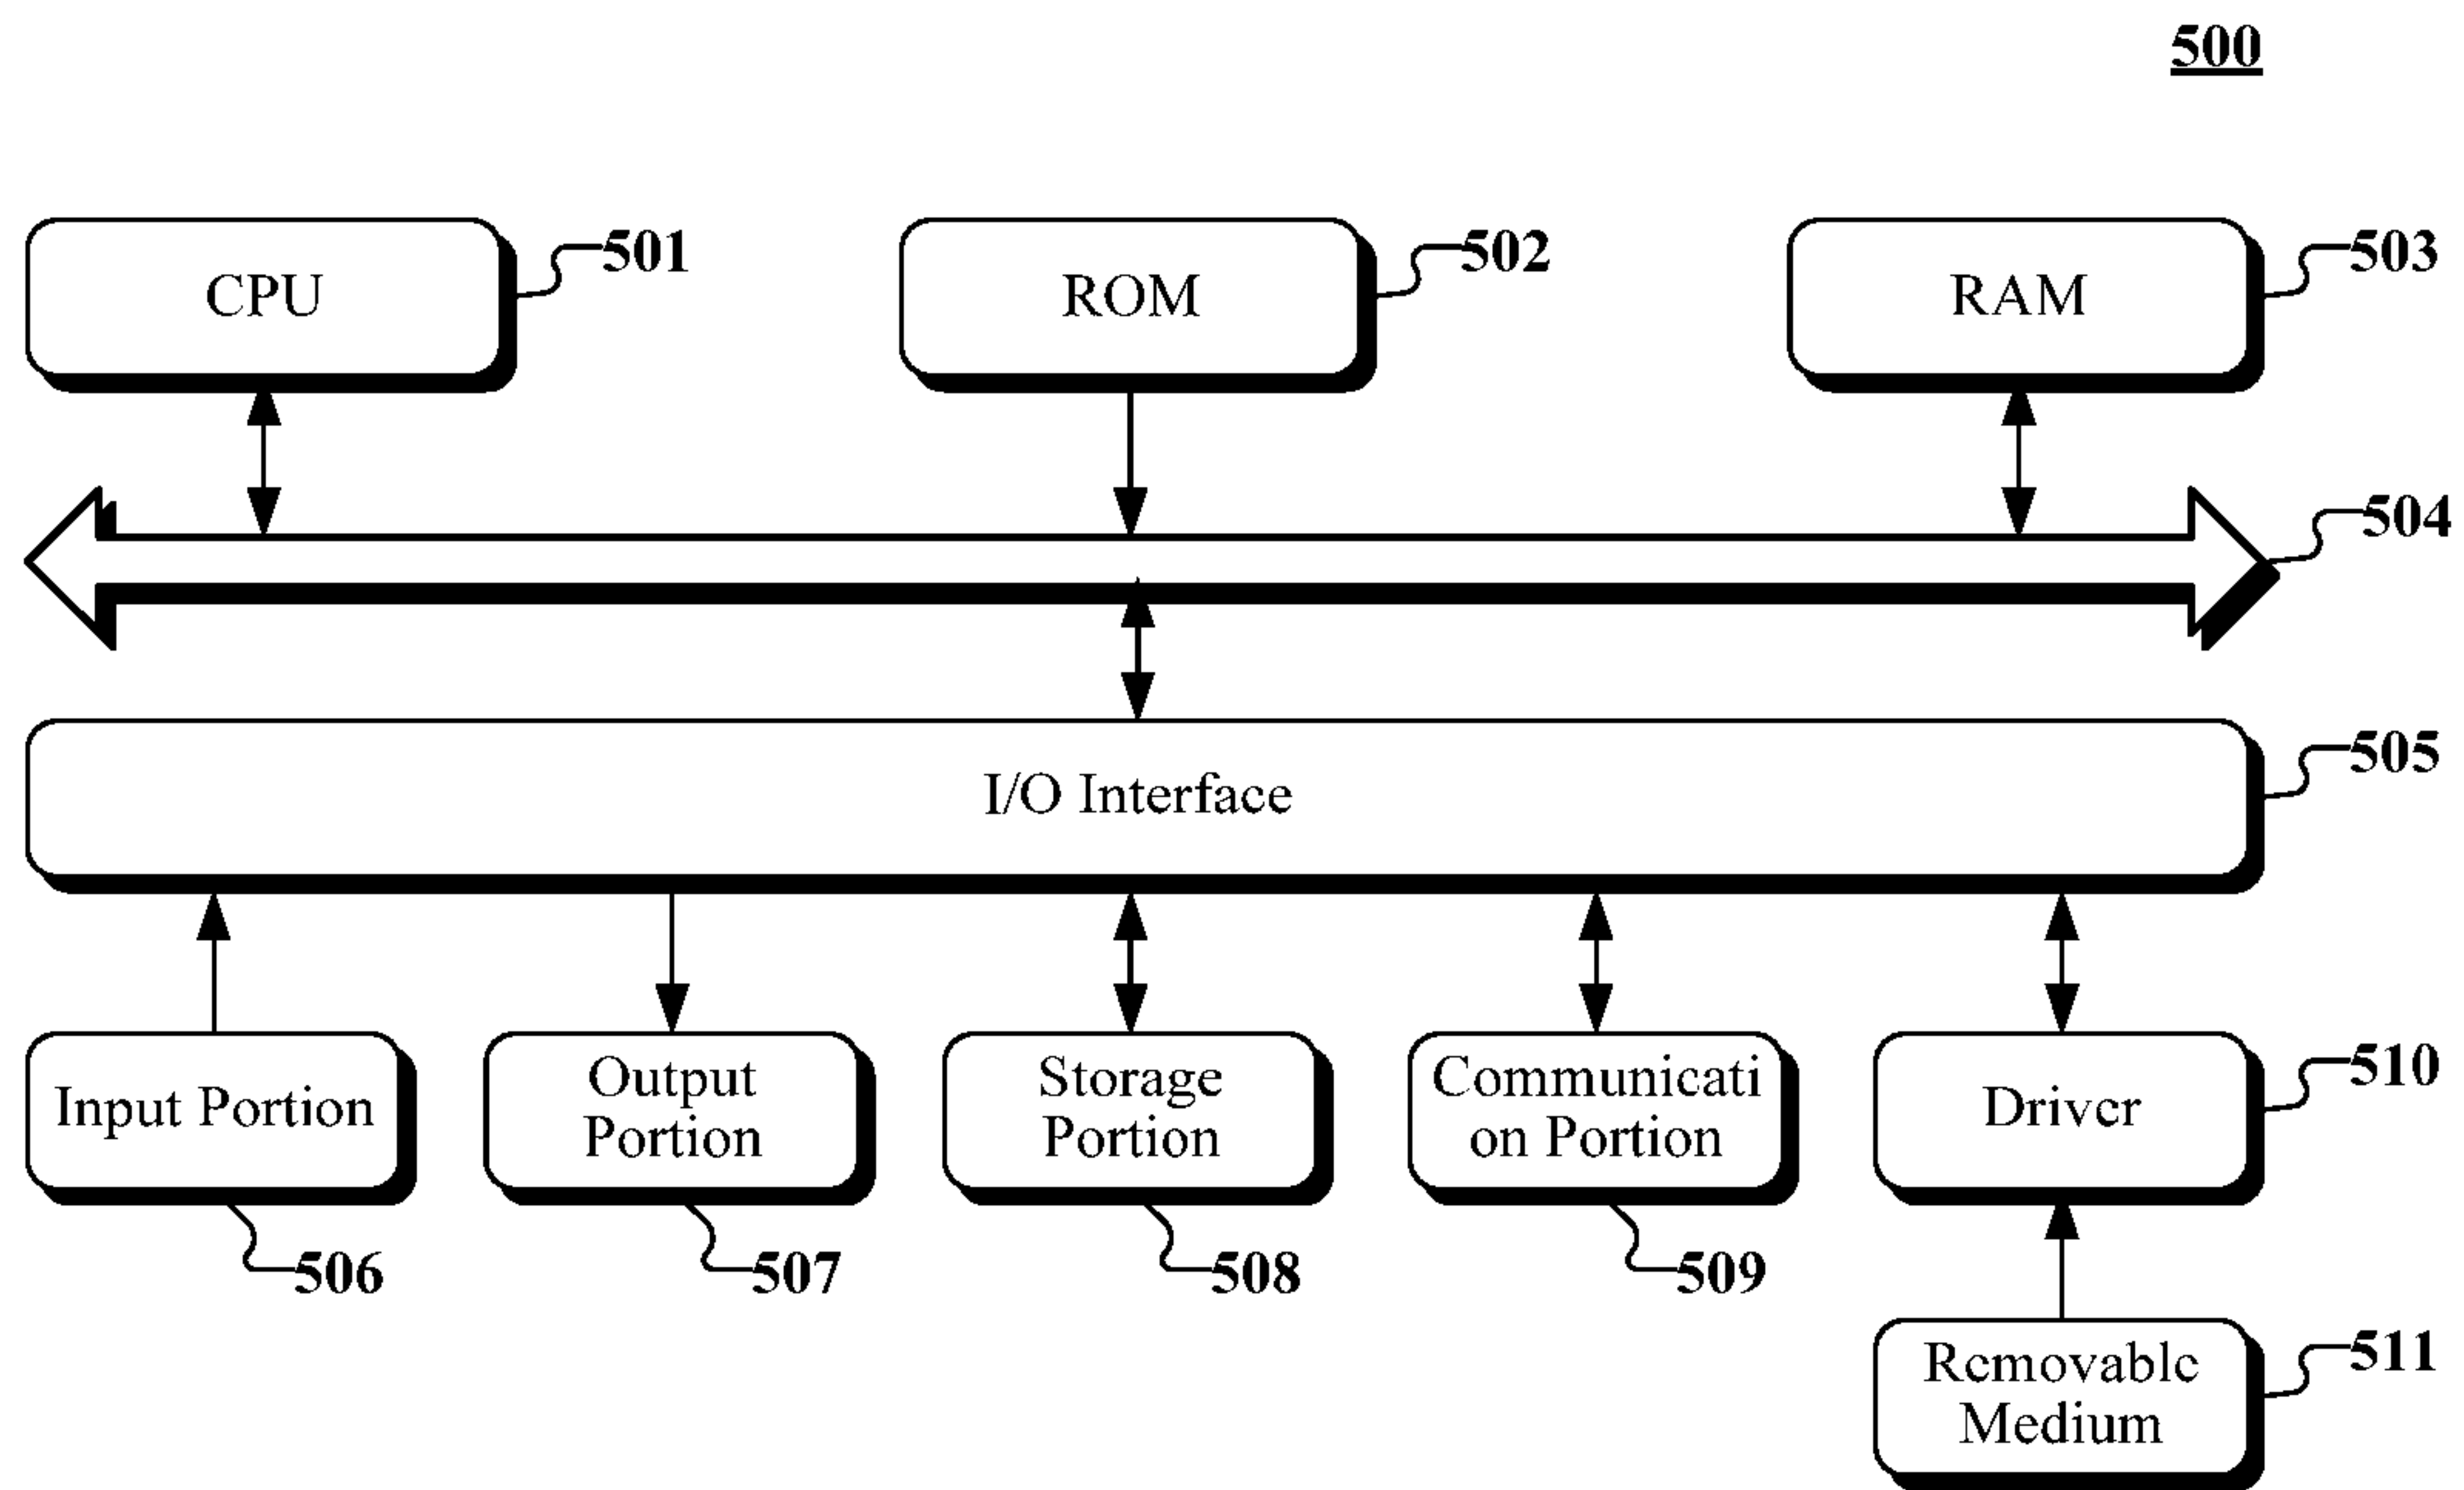 500
CPU
501
ROM
502
RAM
503
504
I/O Interface
505
Input Portion
Output
Portion
Storage
Portion
Communicati
on Portion
Driver
510
506
507
508
509
Removable
Medium
511